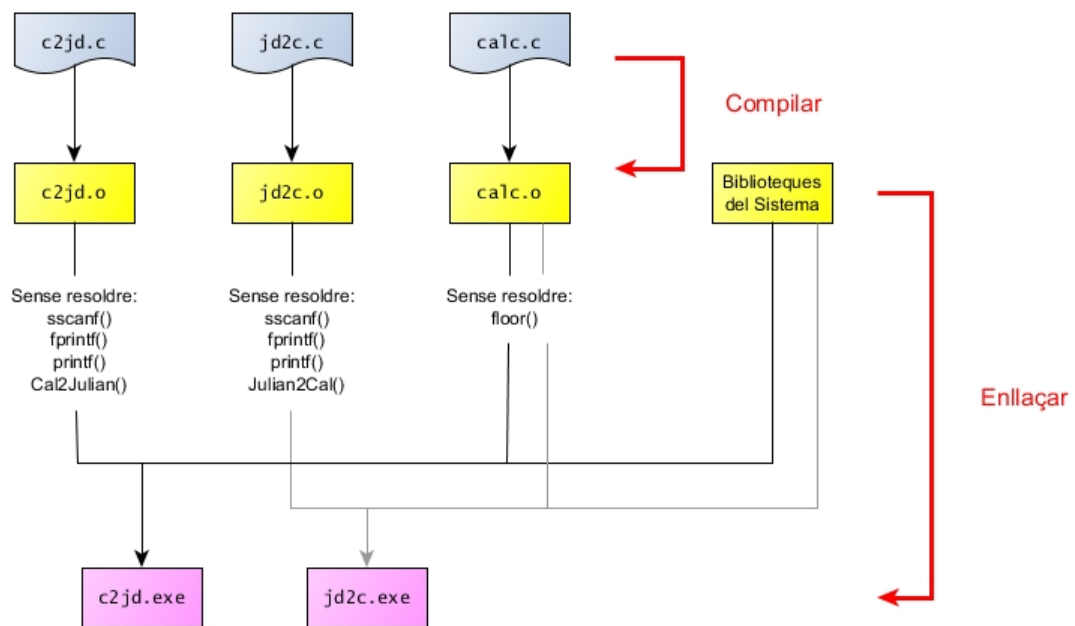 c2jd.c
jd2c.c
calc.c
Compilar
c2jd.o
jd2c.o
calc.o
Biblioteques
del Sistema
Sense resoldre:
sscanf()
fprintf()
printf()
Cal2Julian()
Sense resoldre:
sscanf()
fprintf()
printf()
Julian2Cal()
Sense resoldre:
floor()
Enllaçar
c2jd.exe
jd2c.exe